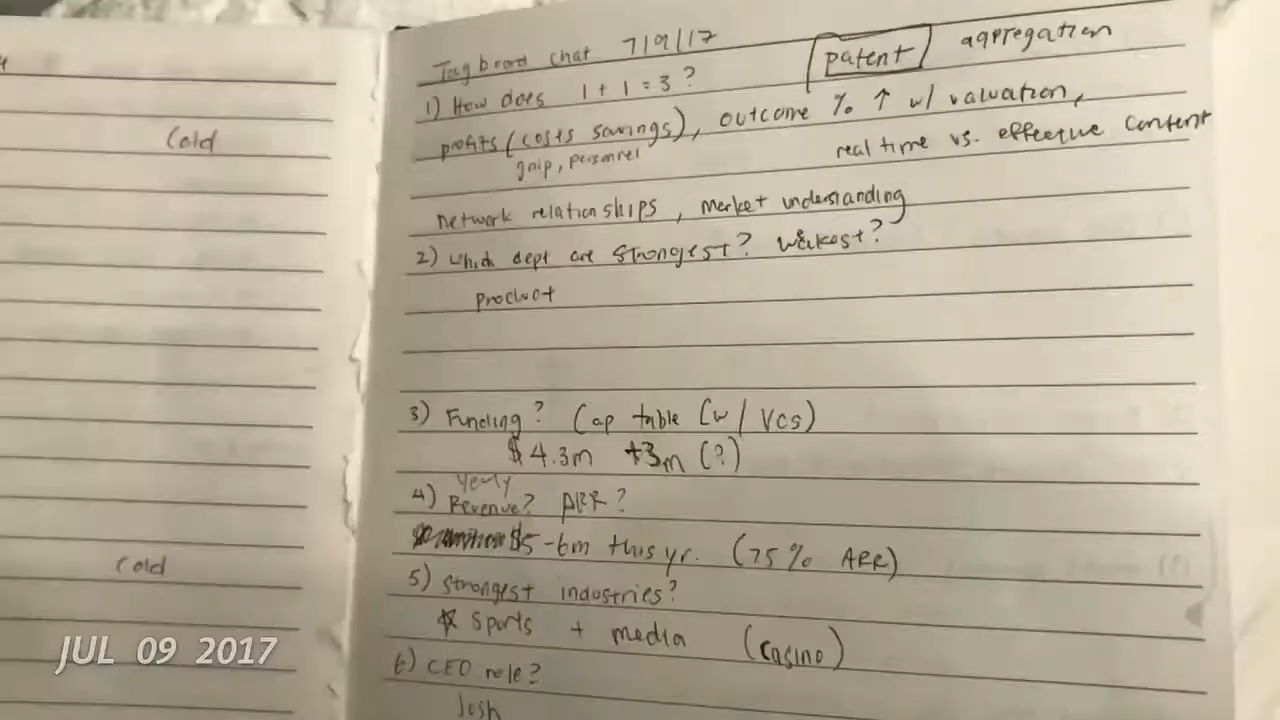 Cold
Cold
JUL 09 2017
Tagboard chat 7/9/17
patent aggregation
1) How does 1 + 1 = 3 ?
profits (costs savings), outcome % ↑ w/ valuation,
gnip, personnel
real time vs. effective content
network relationships, market understanding
2) which dept are strongest? weakest?
product
3) Funding? Cap table (w/ VCs)
$4.3m +3m (?)
Yearly
4) Revenue? ARR?
$5-6m this yr. (75% ARR)
5) strongest industries?
☆ sports + media (casino)
6) CEO role?
Josh